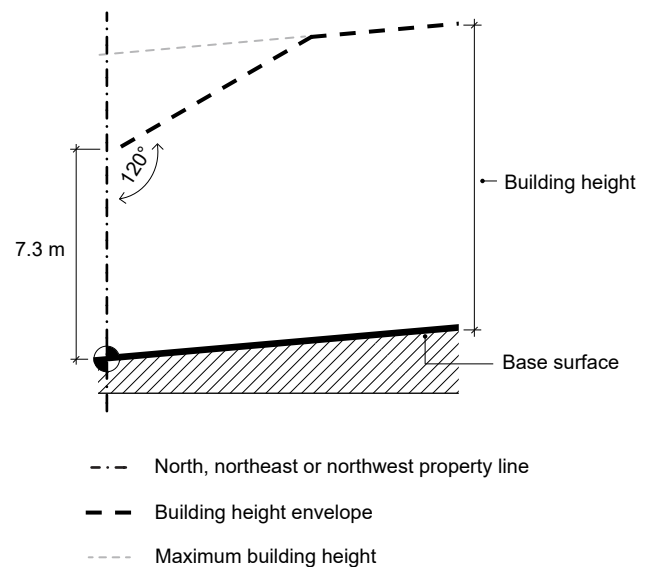 120°
Building height
7.3 m
Base surface
North, northeast or northwest property line
Building height envelope
Maximum building height